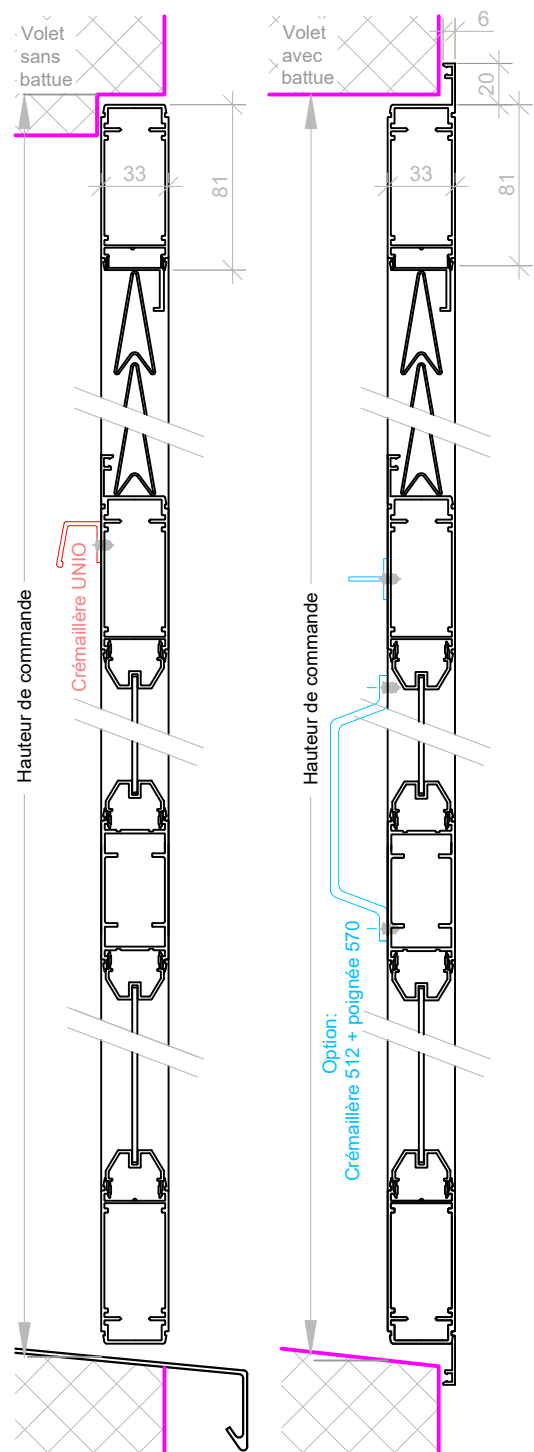 Volet
sans
battue
33
81
Crémaillère UNIO
Hauteur de commande
Volet
avec
battue
6
20
33
81
Hauteur de commande
Option:
Crémaillère 512 + poignée 570